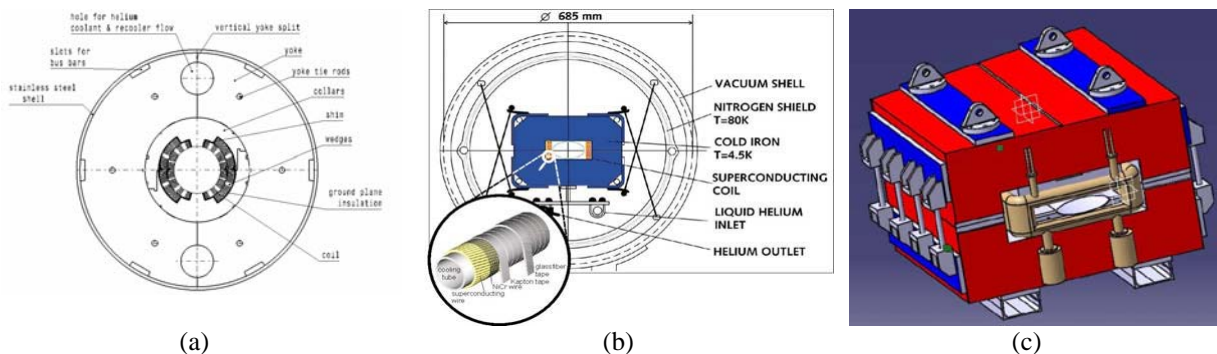 hole for helium
coolant & recooler flow
vertical yoke split
slots for
bus bars
yoke
yoke tie rods
stainless steel
shell
collars
shim
wedges
ground plane
insulation
coil
(b)
Ø 685 mm
VACUUM SHELL
NITROGEN SHIELD
T=80K
COLD IRON
T=4.5K
SUPERCONDUCTING
COIL
LIQUID HELIUM
INLET
HELIUM OUTLET
cooling
tube
superconducting
wire
NiCr wire
Kapton tape
glassfiber
tape
(c)
(a)
(b)
(c)